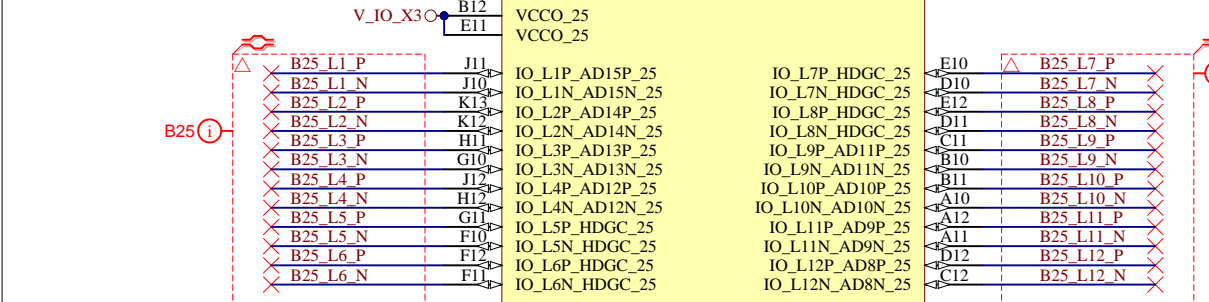 V_IO_X3 B12 VCCO_25
E11 VCCO_25
B25_L1_P J11 IO_L1P_AD15P_25 IO_L7P_HDGC_25 E10 B25_L7_P
B25_L1_N J10 IO_L1N_AD15N_25 IO_L7N_HDGC_25 D10 B25_L7_N
B25_L2_P K13 IO_L2P_AD14P_25 IO_L8P_HDGC_25 E12 B25_L8_P
B25 i B25_L2_N K12 IO_L2N_AD14N_25 IO_L8N_HDGC_25 D11 B25_L8_N
B25_L3_P H11 IO_L3P_AD13P_25 IO_L9P_AD11P_25 C11 B25_L9_P
B25_L3_N G10 IO_L3N_AD13N_25 IO_L9N_AD11N_25 B10 B25_L9_N
B25_L4_P J12 IO_L4P_AD12P_25 IO_L10P_AD10P_25 B11 B25_L10_P
B25_L4_N H12 IO_L4N_AD12N_25 IO_L10N_AD10N_25 A10 B25_L10_N
B25_L5_P G11 IO_L5P_HDGC_25 IO_L11P_AD9P_25 A12 B25_L11_P
B25_L5_N F10 IO_L5N_HDGC_25 IO_L11N_AD9N_25 A11 B25_L11_N
B25_L6_P F12 IO_L6P_HDGC_25 IO_L12P_AD8P_25 D12 B25_L12_P
B25_L6_N F11 IO_L6N_HDGC_25 IO_L12N_AD8N_25 C12 B25_L12_N